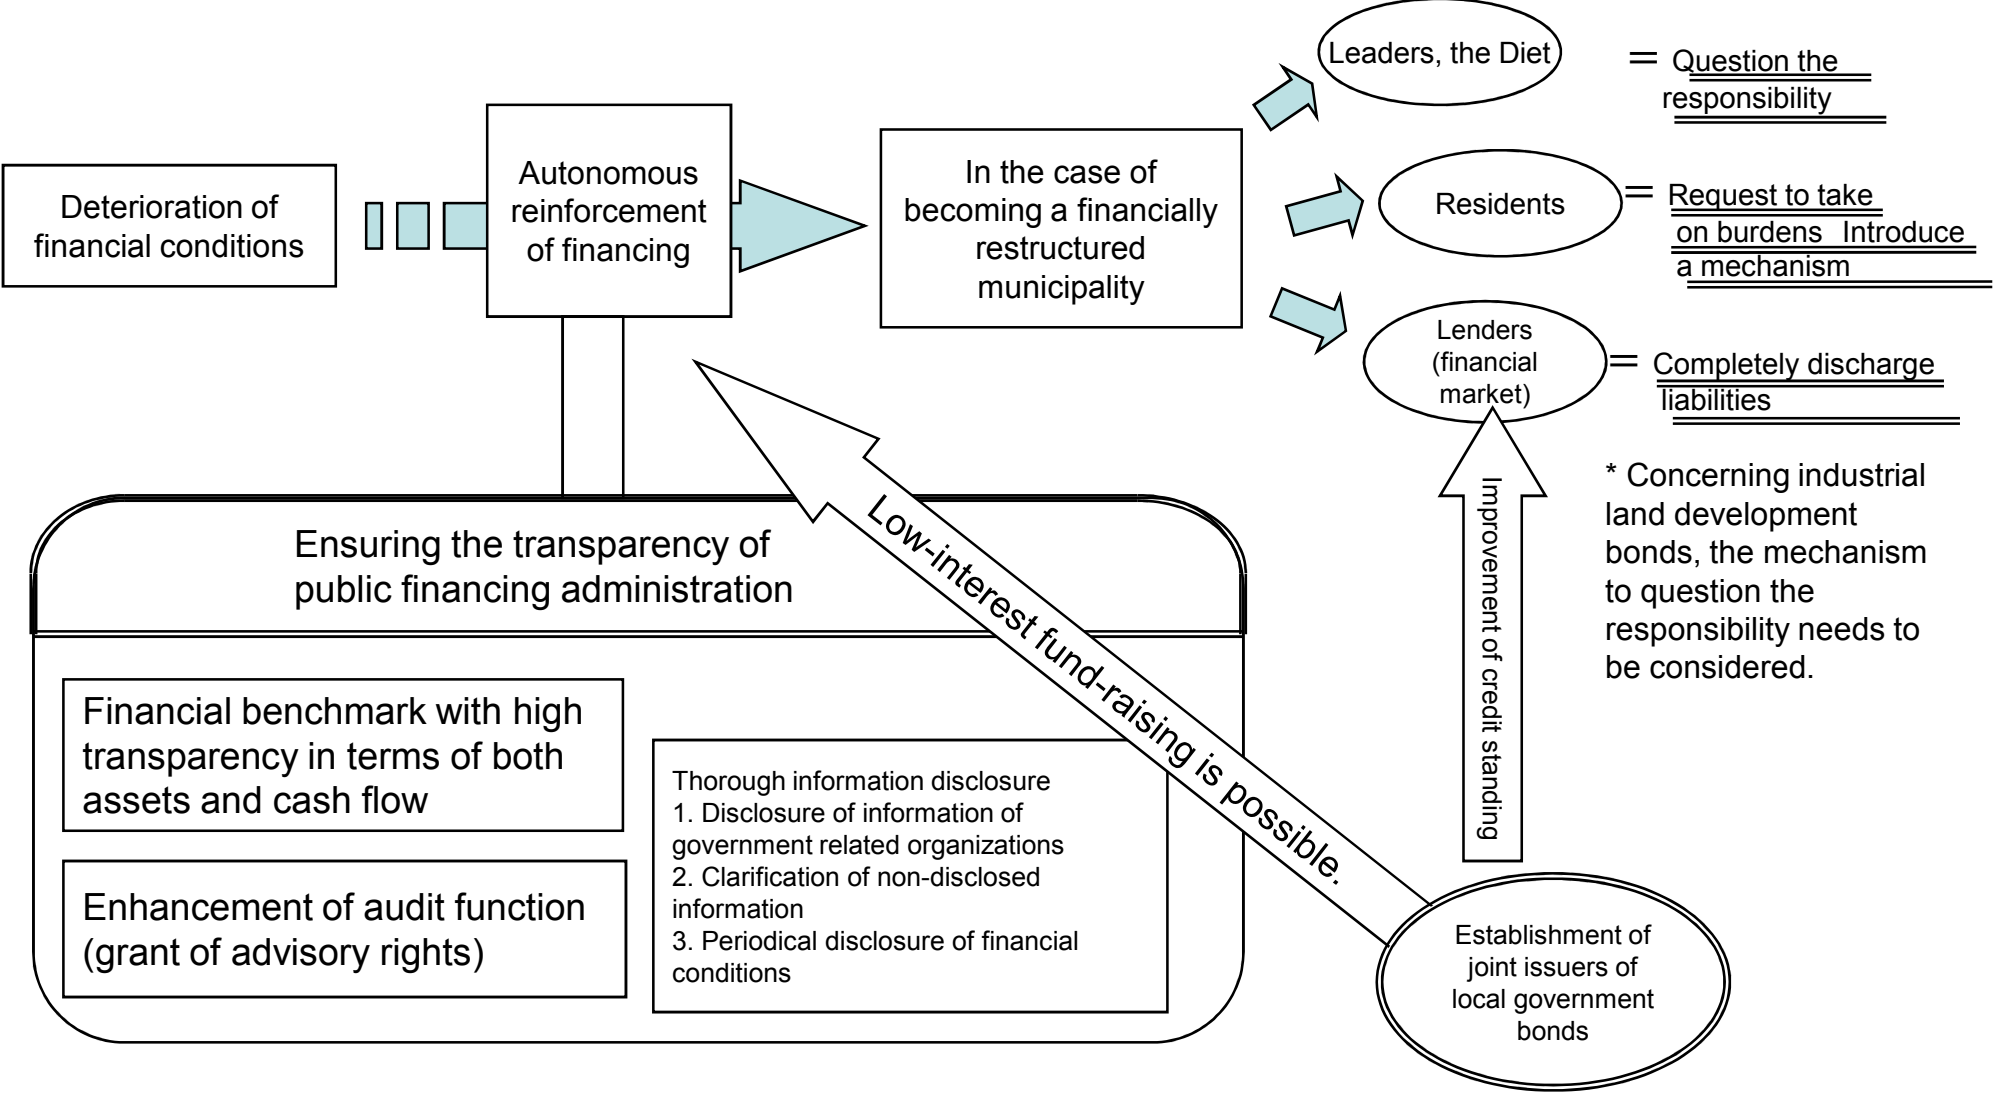 Deterioration of
financial conditions
Autonomous
reinforcement
of financing
In the case of
becoming a financially
restructured
municipality
Leaders, the Diet
= Question the
responsibility
Residents
= Request to take
on burdens Introduce
a mechanism
Lenders
(financial
market)
= Completely discharge
liabilities
* Concerning industrial
land development
bonds, the mechanism
to question the
responsibility needs to
be considered.
Improvement of credit standing
Low-interest fund-raising is possible.
Ensuring the transparency of
public financing administration
Financial benchmark with high
transparency in terms of both
assets and cash flow
Enhancement of audit function
(grant of advisory rights)
Thorough information disclosure
1. Disclosure of information of
government related organizations
2. Clarification of non-disclosed
information
3. Periodical disclosure of financial
conditions
Establishment of
joint issuers of
local government
bonds